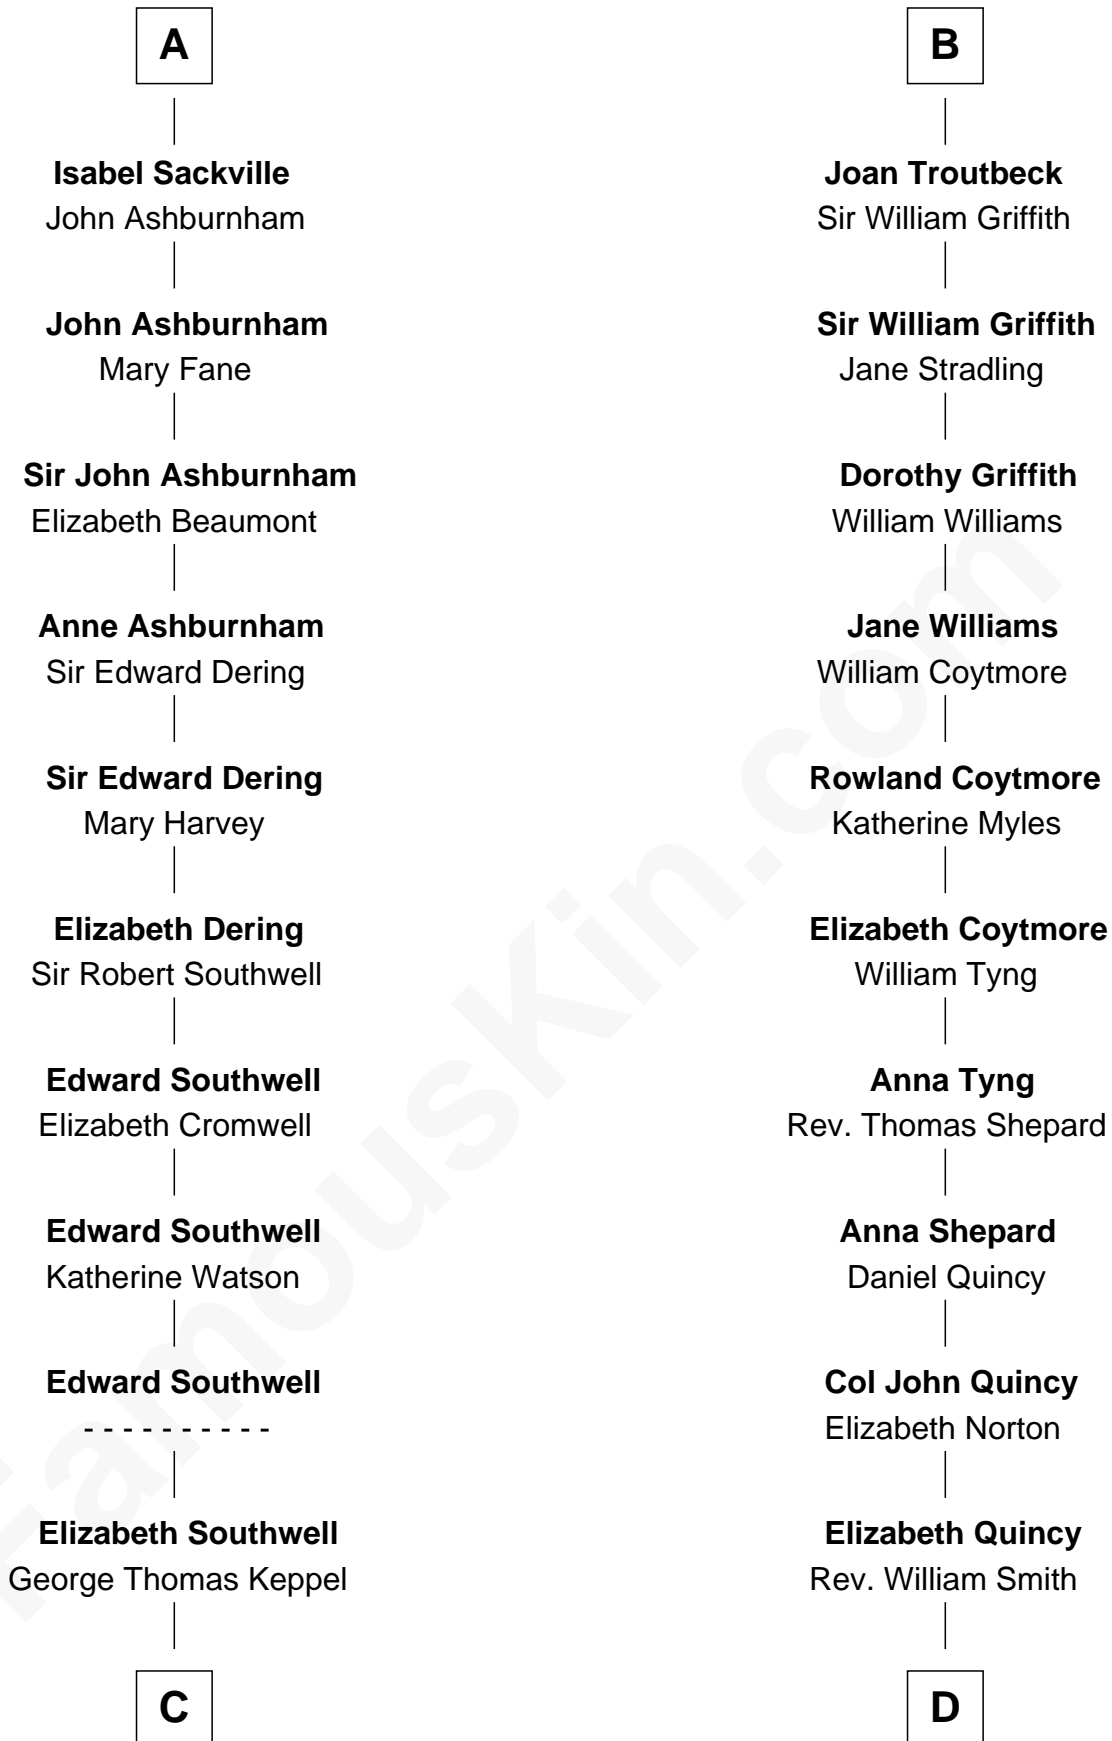 A
Isabel Sackville
John Ashburnham
John Ashburnham
Mary Fane
Sir John Ashburnham
Elizabeth Beaumont
Anne Ashburnham
Sir Edward Dering
Sir Edward Dering
Mary Harvey
Elizabeth Dering
Sir Robert Southwell
Edward Southwell
Elizabeth Cromwell
Edward Southwell
Katherine Watson
Edward Southwell
- - - - - - - - - -
Elizabeth Southwell
George Thomas Keppel
C
B
Joan Troutbeck
Sir William Griffith
Sir William Griffith
Jane Stradling
Dorothy Griffith
William Williams
Jane Williams
William Coytmore
Rowland Coytmore
Katherine Myles
Elizabeth Coytmore
William Tyng
Anna Tyng
Rev. Thomas Shepard
Anna Shepard
Daniel Quincy
Col John Quincy
Elizabeth Norton
Elizabeth Quincy
Rev. William Smith
D
FamousKin.com